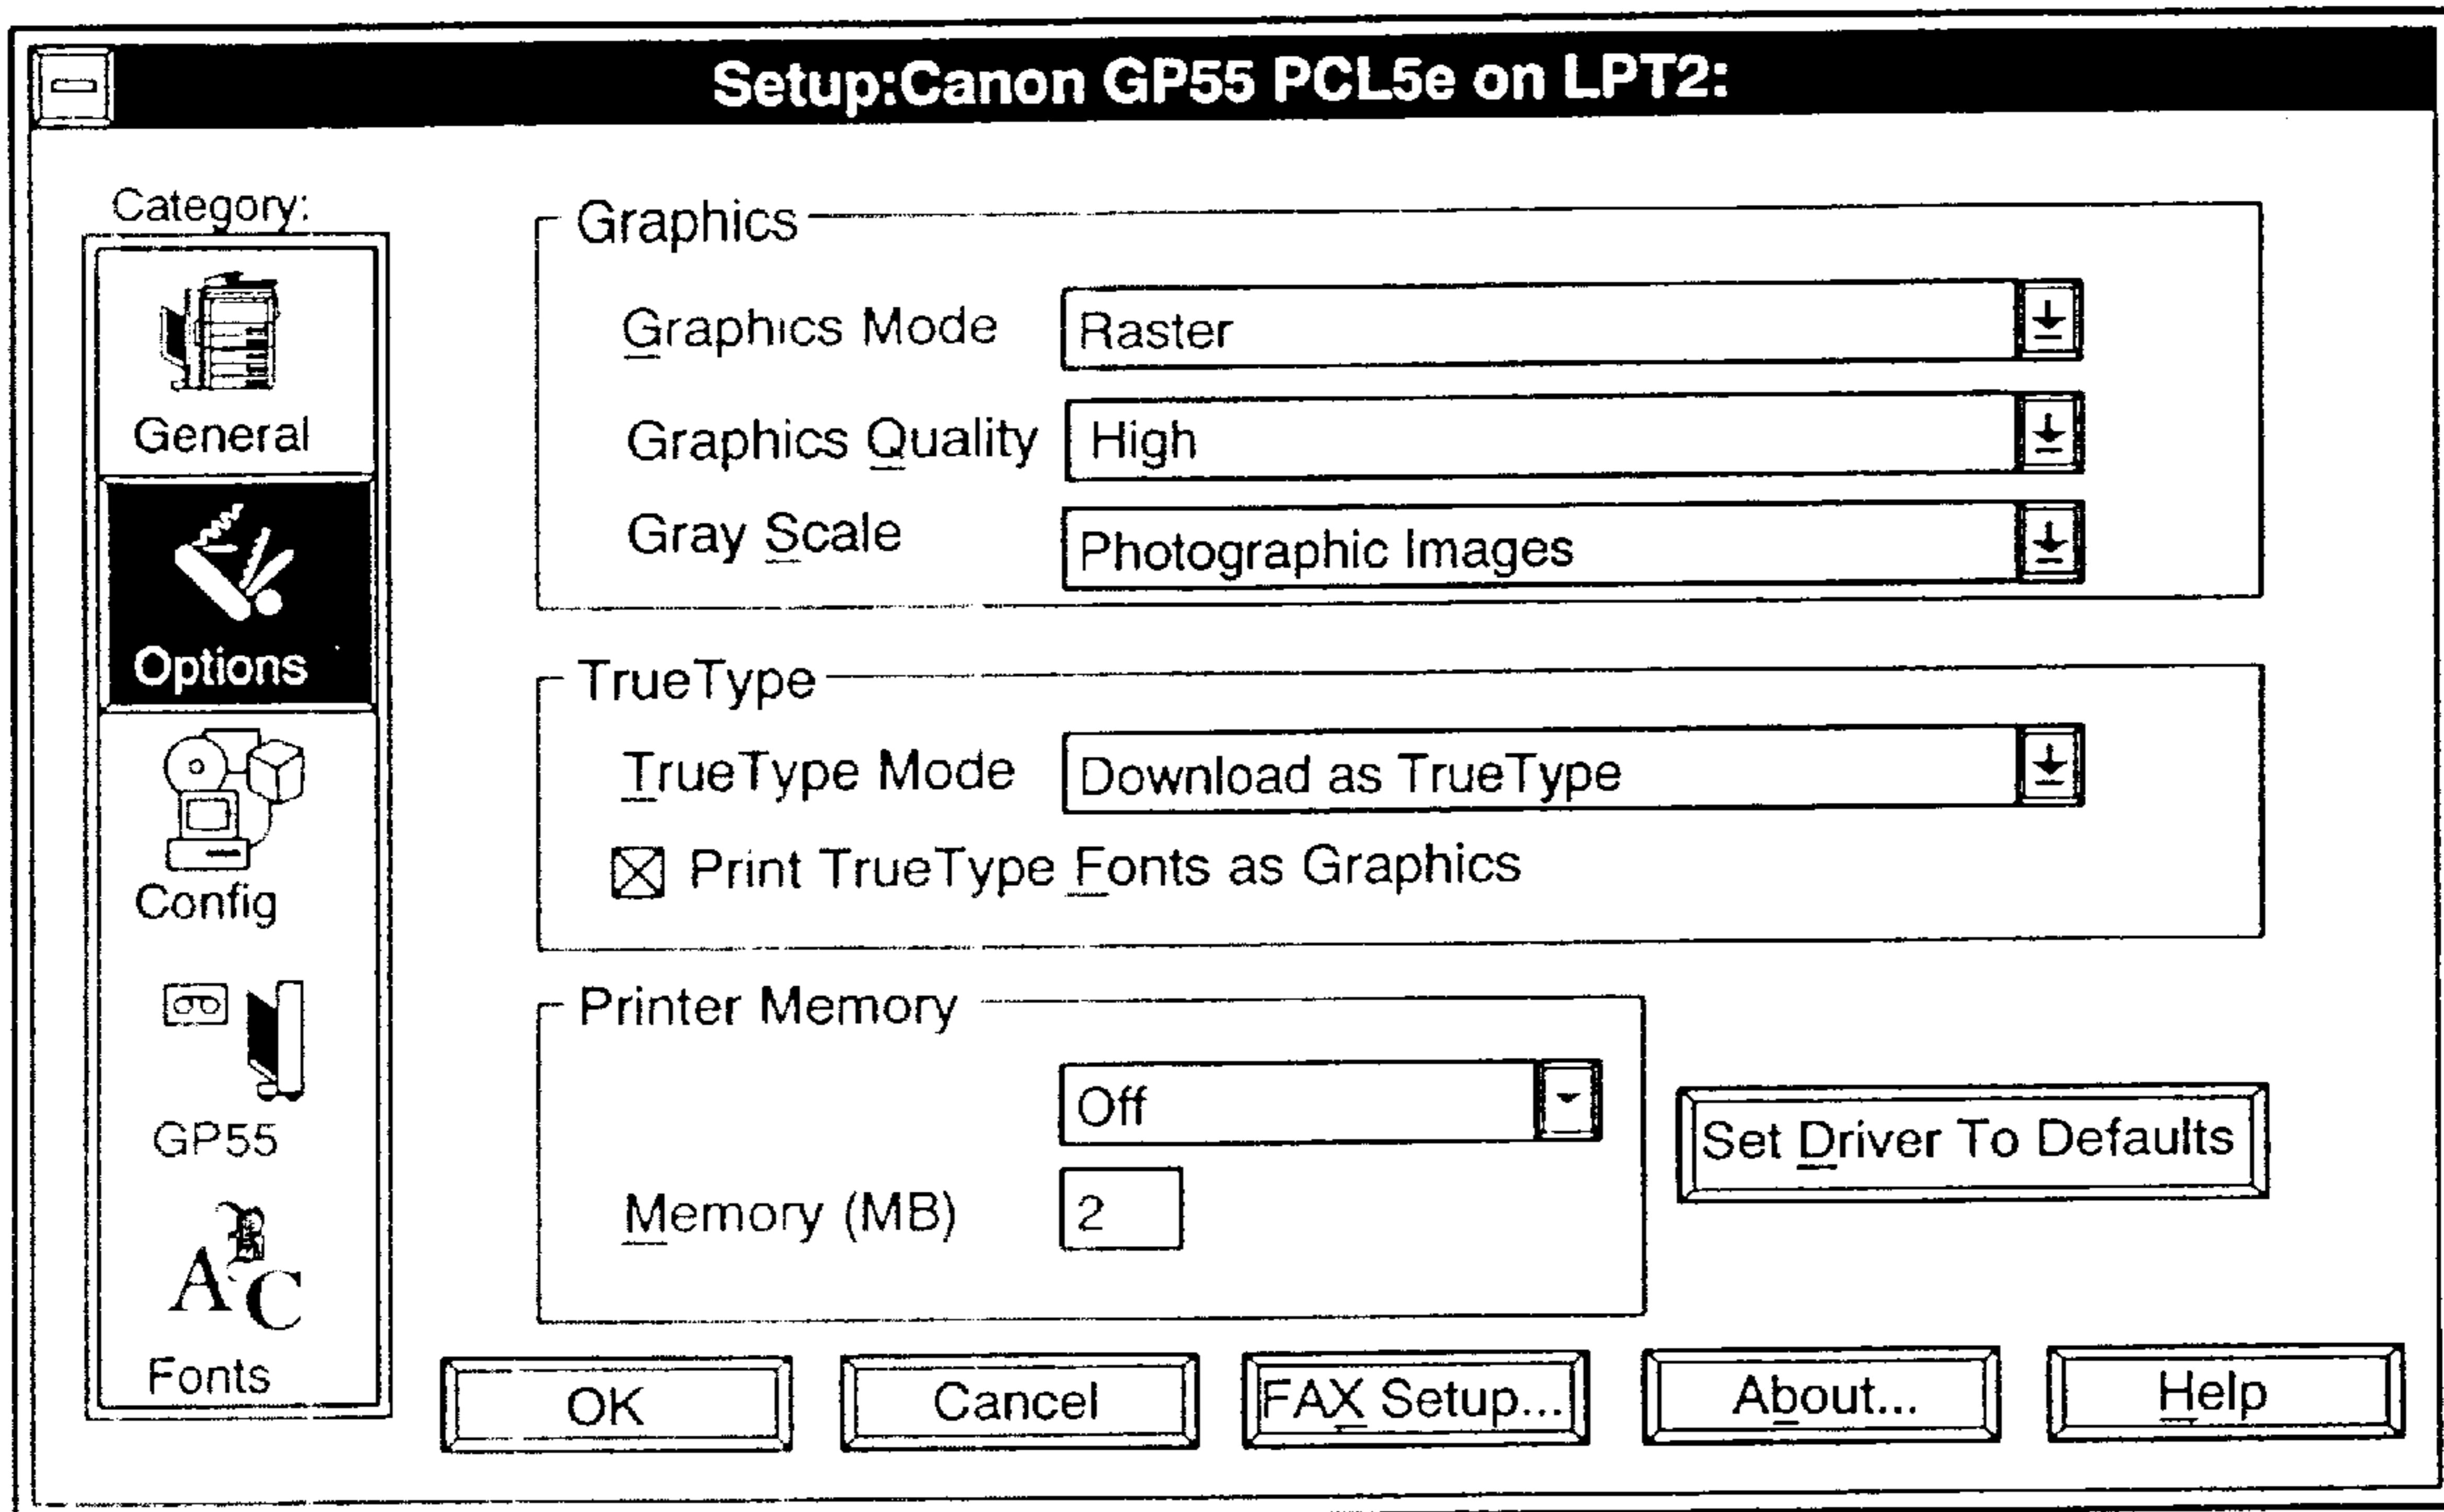 Setup:Canon GP55 PCL5e on LPT2:
Category:
General
Options
Config
GP55
Fonts
Graphics
Graphics Mode Raster
Graphics Quality High
Gray Scale Photographic Images
TrueType
TrueType Mode Download as TrueType
Print TrueType Fonts as Graphics
Printer Memory
Off
Memory (MB) 2
Set Driver To Defaults
OK Cancel FAX Setup... About... Help